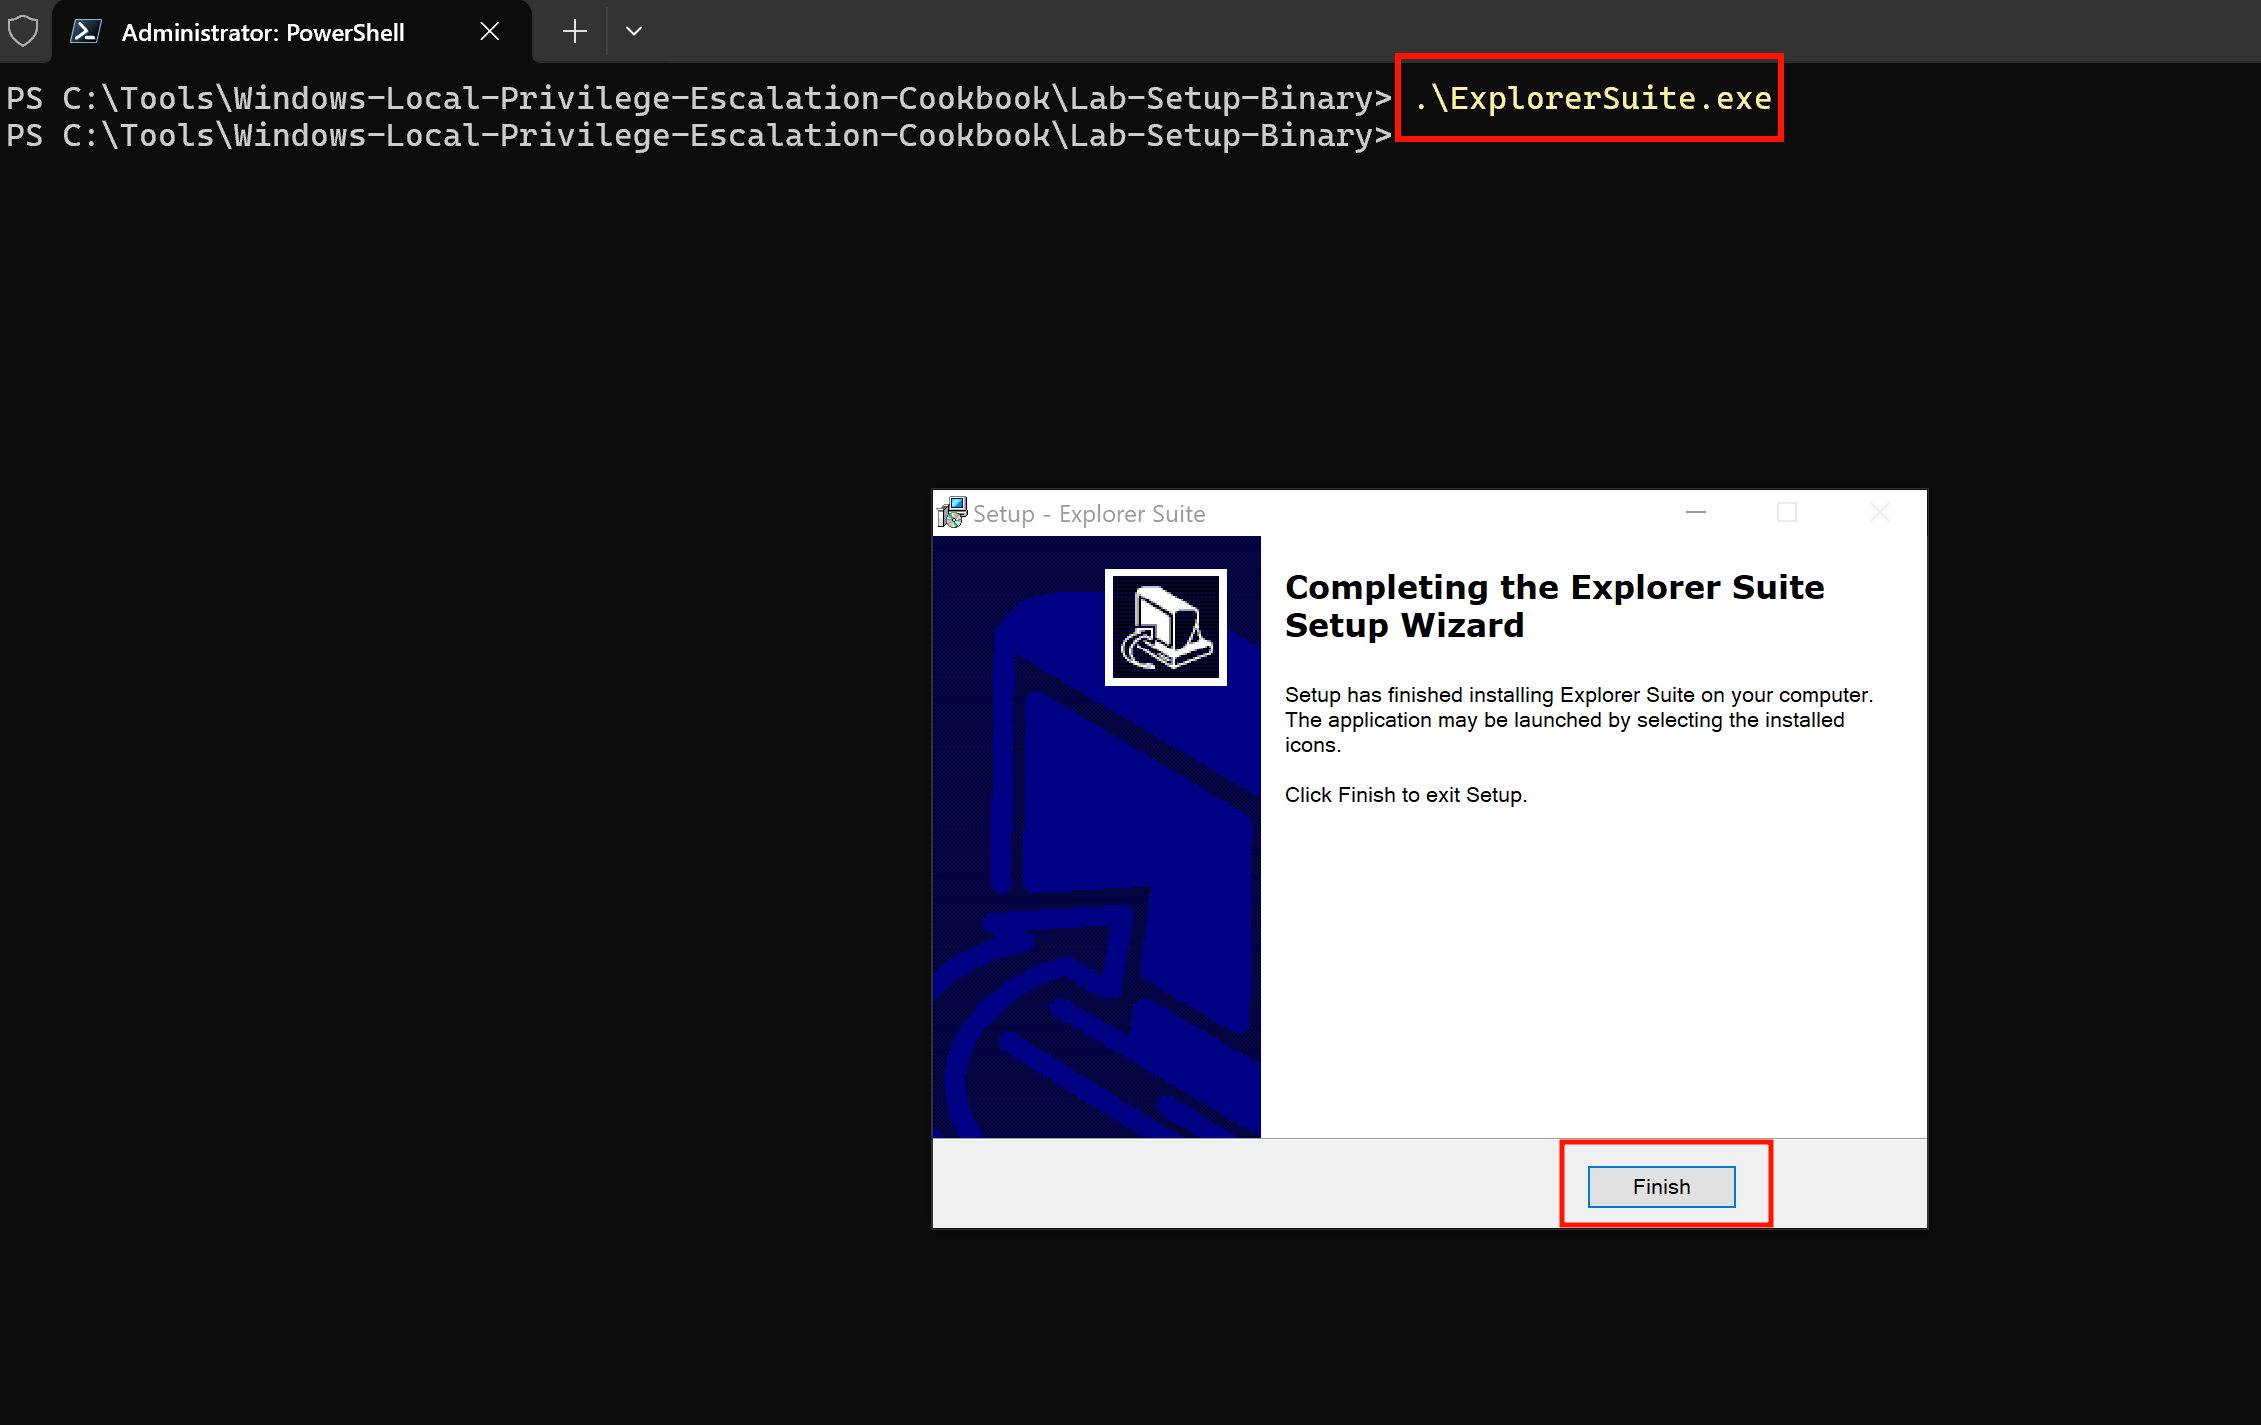 Administrator: PowerShell
PS C:\Tools\Windows-Local-Privilege-Escalation-Cookbook\Lab-Setup-Binary> .\ExplorerSuite.exe
PS C:\Tools\Windows-Local-Privilege-Escalation-Cookbook\Lab-Setup-Binary>
Setup - Explorer Suite
Completing the Explorer Suite
Setup Wizard
Setup has finished installing Explorer Suite on your computer.
The application may be launched by selecting the installed
icons.
Click Finish to exit Setup.
Finish